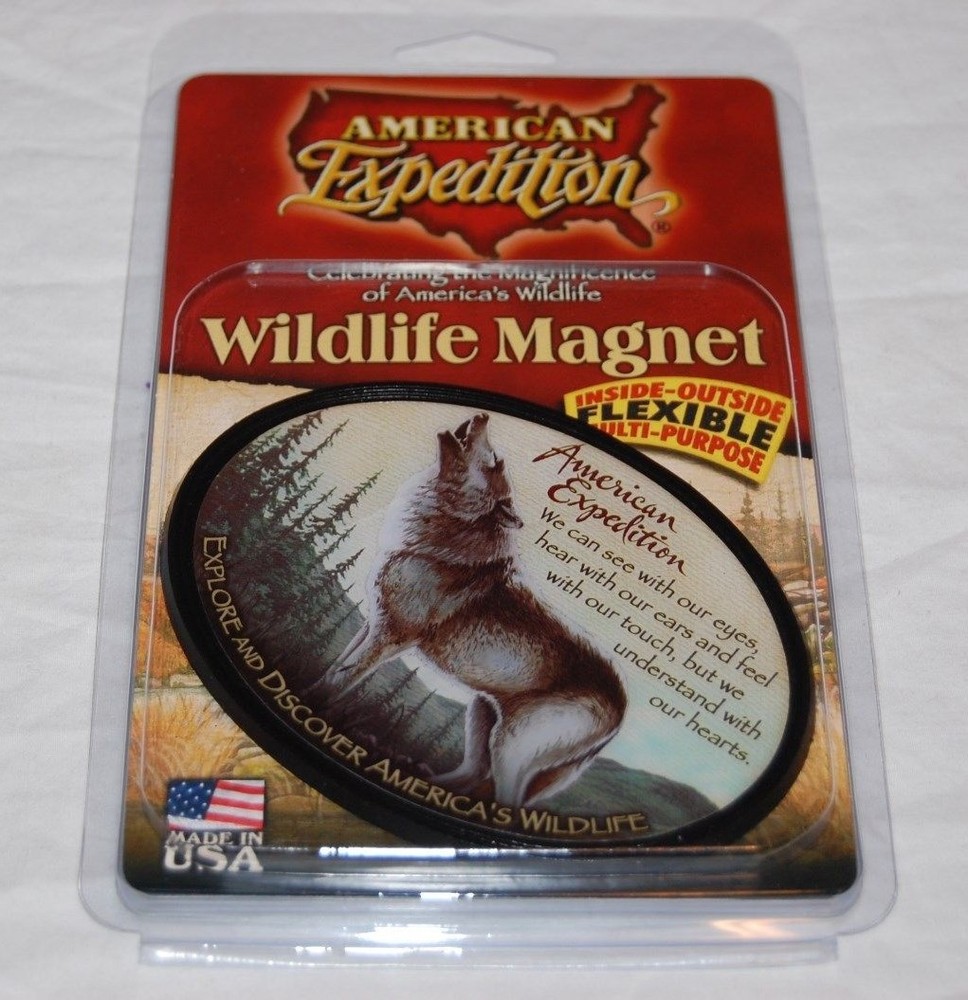 AMERICAN
Expedition®
Celebrating the Magnificence
of America's Wildlife
Wildlife Magnet
INSIDE-OUTSIDE
FLEXIBLE
ULTI-PURPOSE
American
Expedition
We can see with our eyes,
hear with our ears and feel
with our touch, but we
understand with
our hearts.
EXPLORE AND DISCOVER AMERICA'S WILDLIFE
MADE IN
USA